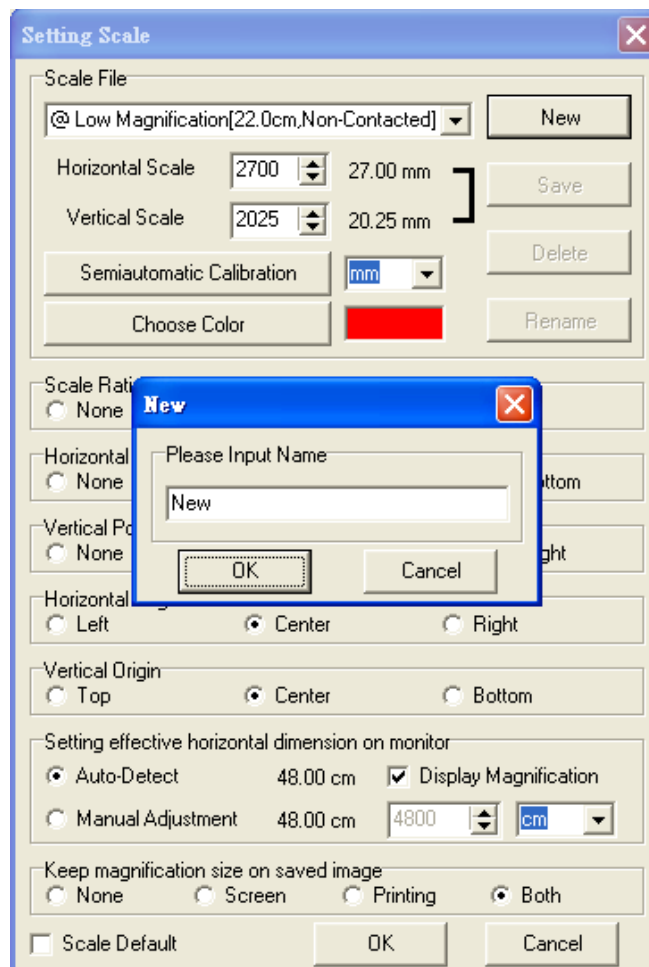 Setting Scale
Scale File
@ Low Magnification[22.0cm,Non-Contacted]
New
Horizontal Scale 2700 27.00 mm
Save
Vertical Scale 2025 20.25 mm
Delete
Semiautomatic Calibration mm
Choose Color
Rename
Scale Rati
None
New
Horizontal
None
Please Input Name
ttom
New
Vertical Po
None
ght
OK Cancel
Horizontal
Left Center Right
Vertical Origin
Top Center Bottom
Setting effective horizontal dimension on monitor
Auto-Detect 48.00 cm Display Magnification
Manual Adjustment 48.00 cm 4800 cm
Keep magnification size on saved image
None Screen Printing Both
Scale Default OK Cancel